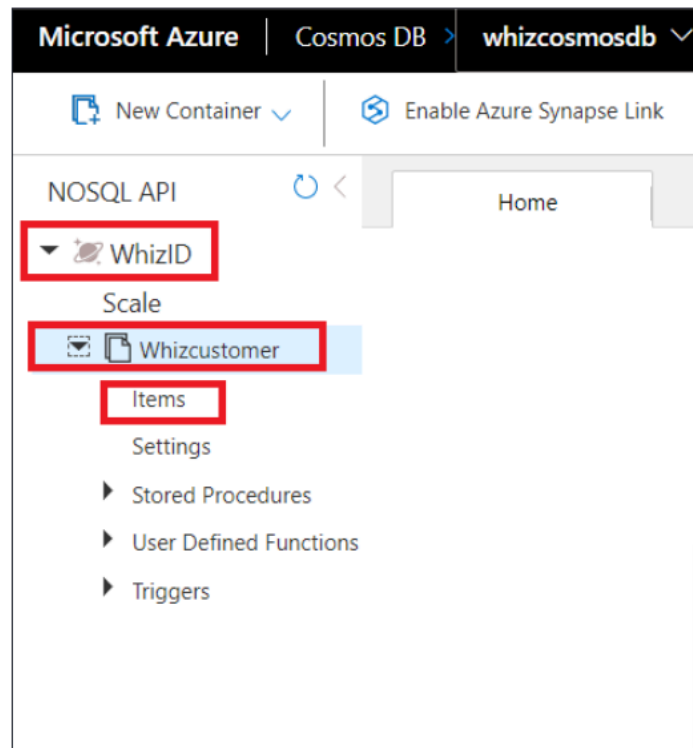 Microsoft Azure Cosmos DB > whizcosmosdb
New Container Enable Azure Synapse Link
NOSQL API
Home
WhizID
Scale
Whizcustomer
Items
Settings
Stored Procedures
User Defined Functions
Triggers